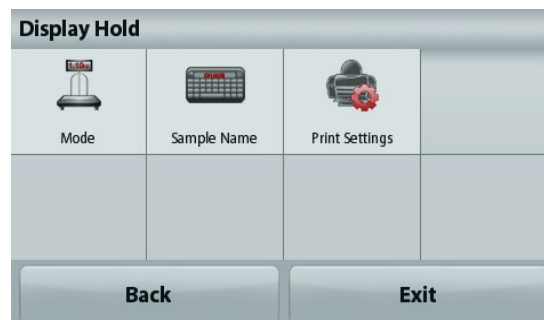 Display Hold
Mode
Sample Name
Print Settings
Back
Exit